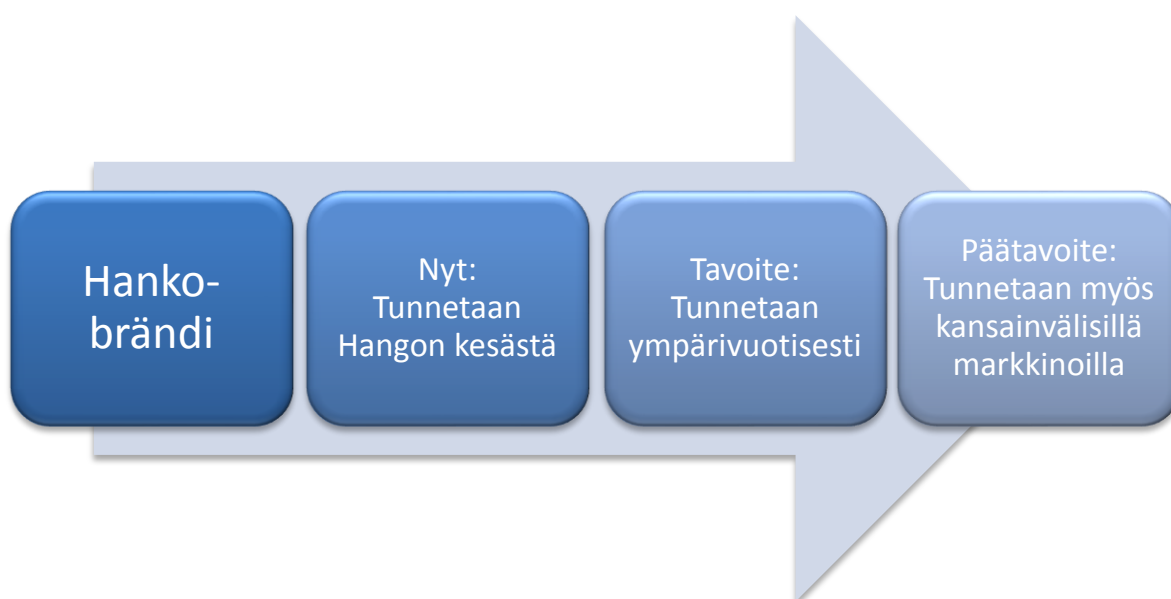 Hanko-
brändi
Nyt:
Tunnetaan
Hangon kesästä
Tavoite:
Tunnetaan
ympärivuotisesti
Päätavoite:
Tunnetaan myös
kansainvälisillä
markkinoilla